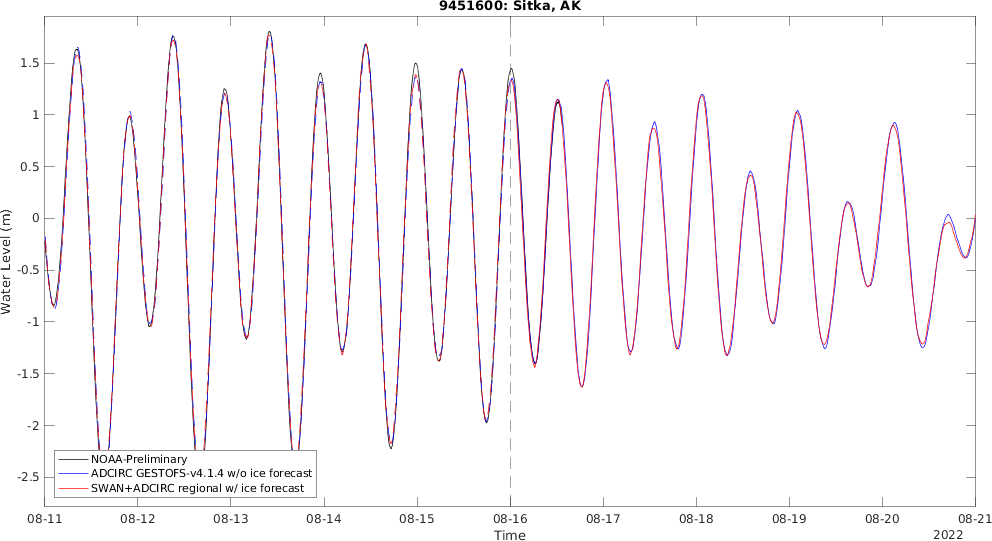 9451600: Sitka, AK
Water Level (m)
1.5
1
0.5
0
-0.5
-1
-1.5
-2
-2.5
NOAA-Preliminary
ADCIRC GESTOFS-v4.1.4 w/o ice forecast
SWAN+ADCIRC regional w/ ice forecast
08-11 08-12 08-13 08-14 08-15 08-16 08-17 08-18 08-19 08-20 08-21
Time
2022